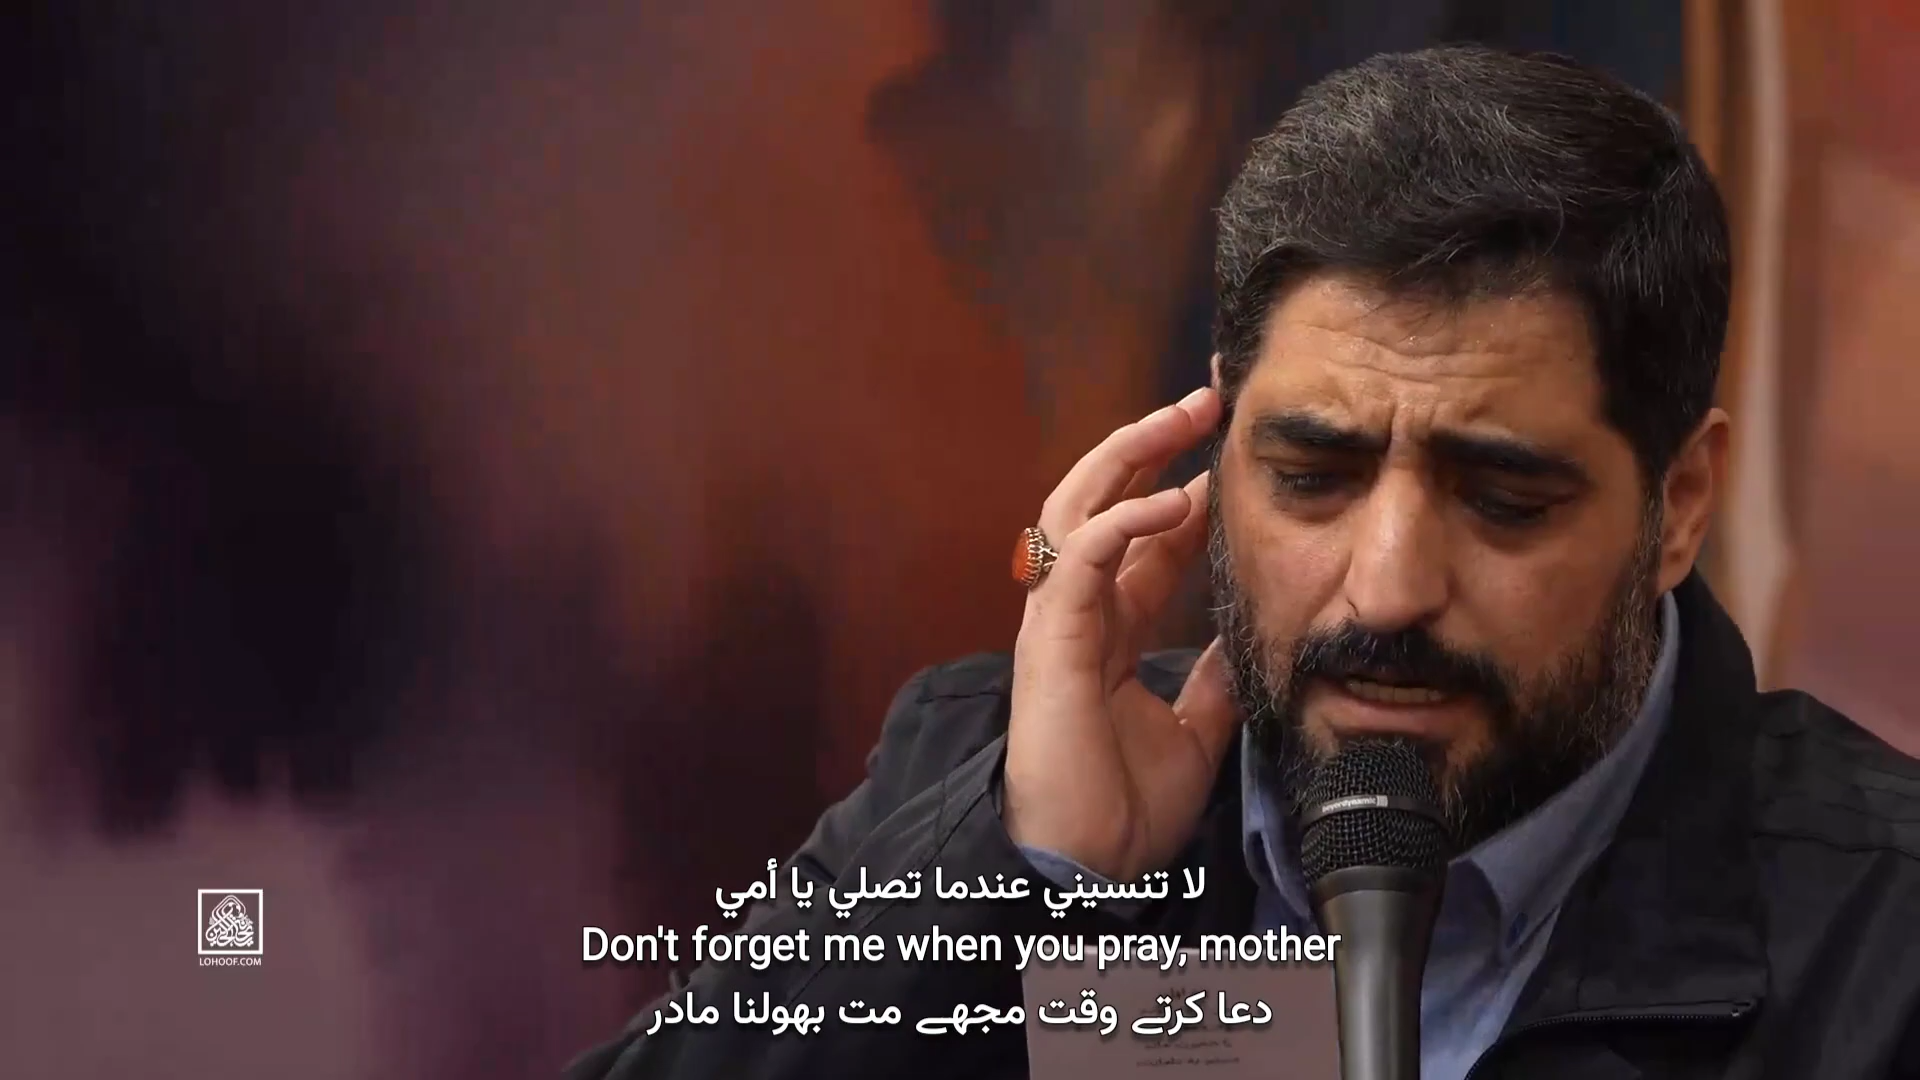 beyerdynamic
لا تنسيني عندما تصلي يا أمي
Don't forget me when you pray, mother
دعا کرتے وقت مجھے مت بھولنا مادر
LOHOOF.COM